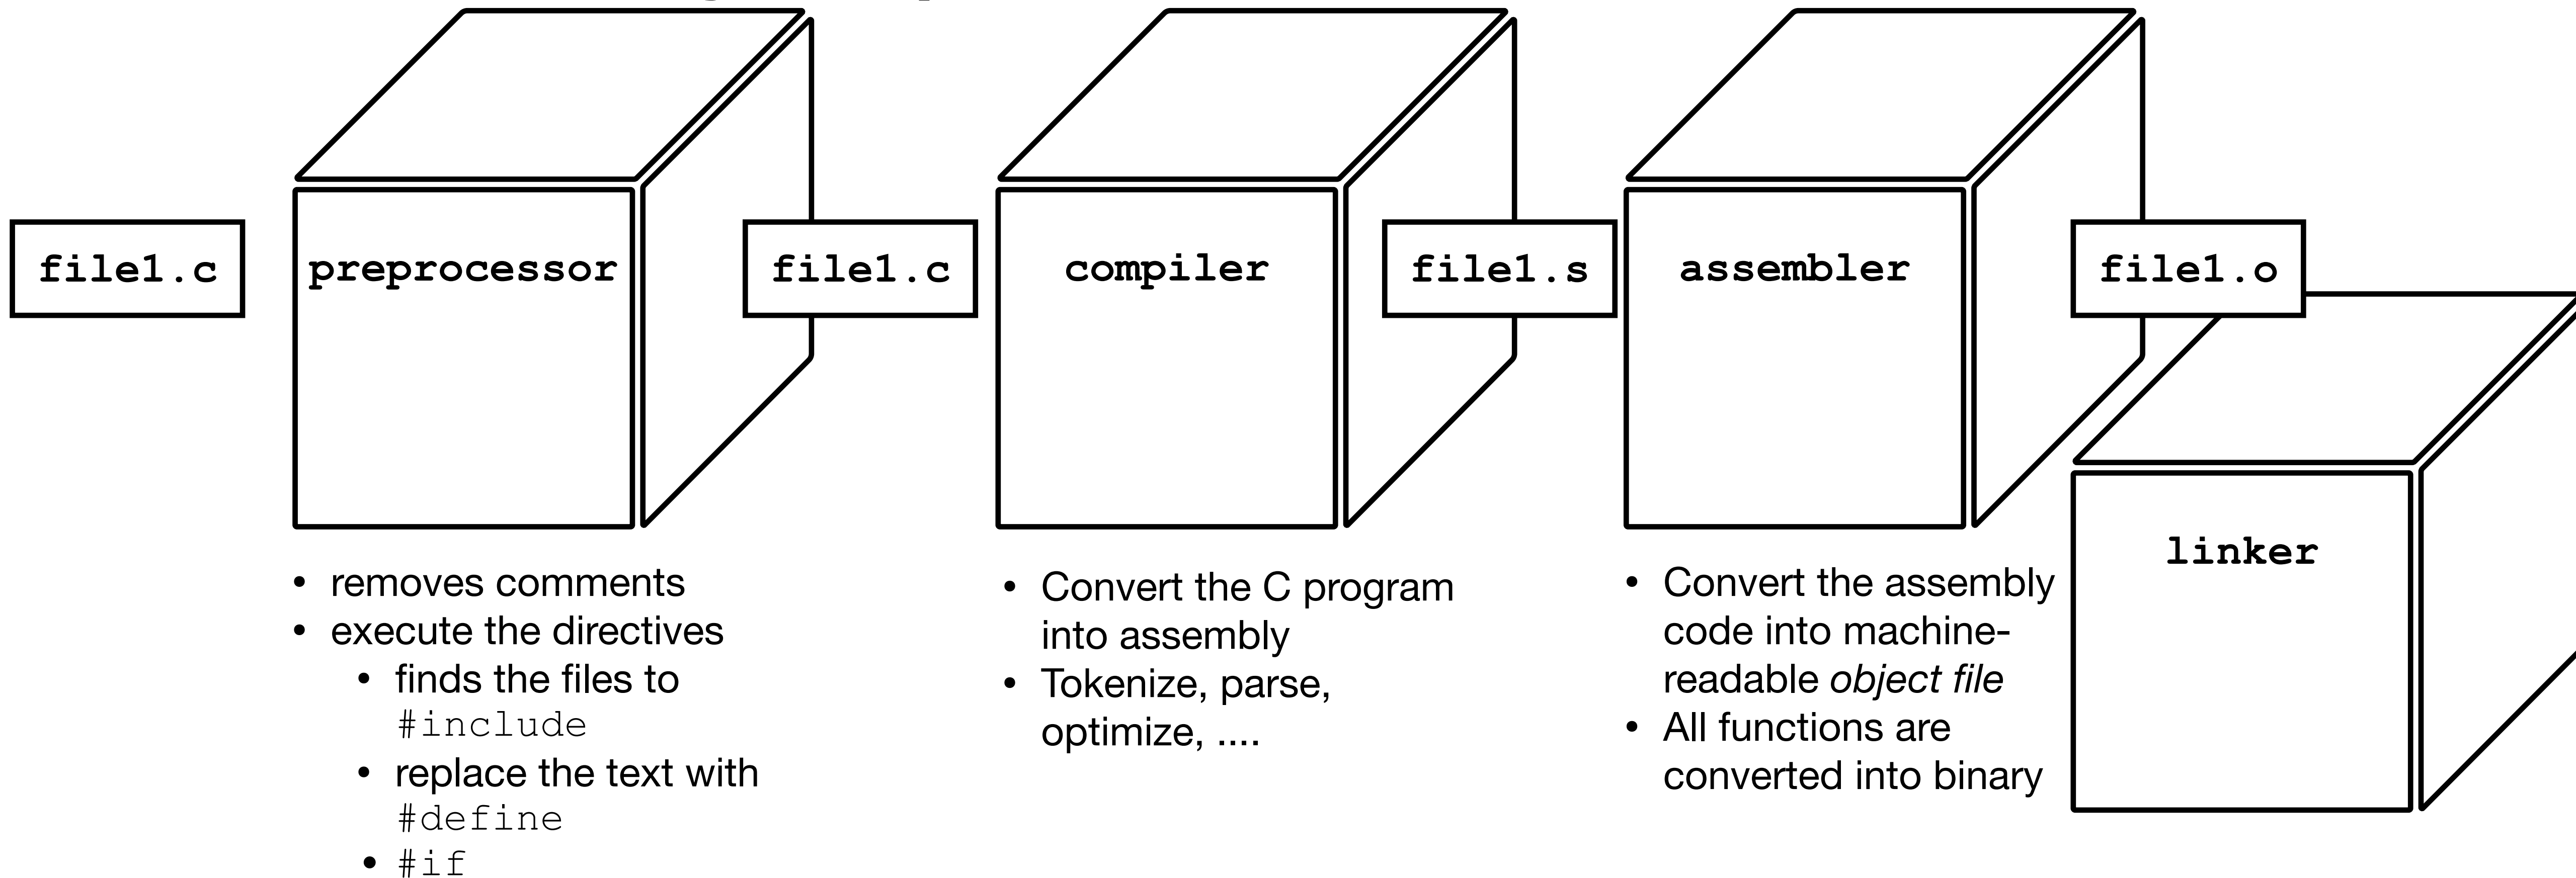 file1.c
preprocessor
file1.c
compiler
file1.s
assembler
file1.o
linker
• removes comments
• execute the directives
• finds the files to
#include
• replace the text with
#define
• #if
• Convert the C program
into assembly
• Tokenize, parse,
optimize, ....
• Convert the assembly
code into machine-
readable object file
• All functions are
converted into binary